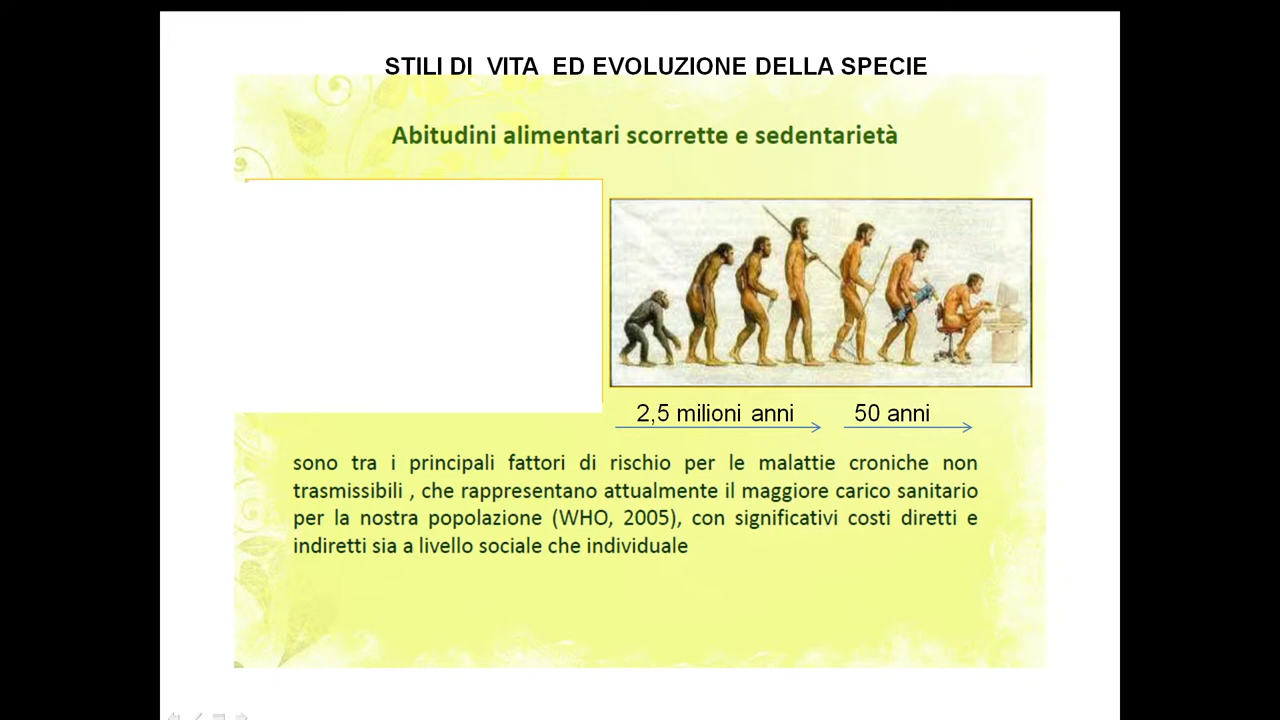 STILI DI VITA ED EVOLUZIONE DELLA SPECIE
Abitudini alimentari scorrette e sedentarietà
2,5 milioni anni
50 anni
sono tra i principali fattori di rischio per le malattie croniche non
trasmissibili , che rappresentano attualmente il maggiore carico sanitario
per la nostra popolazione (WHO, 2005), con significativi costi diretti e
indiretti sia a livello sociale che individuale